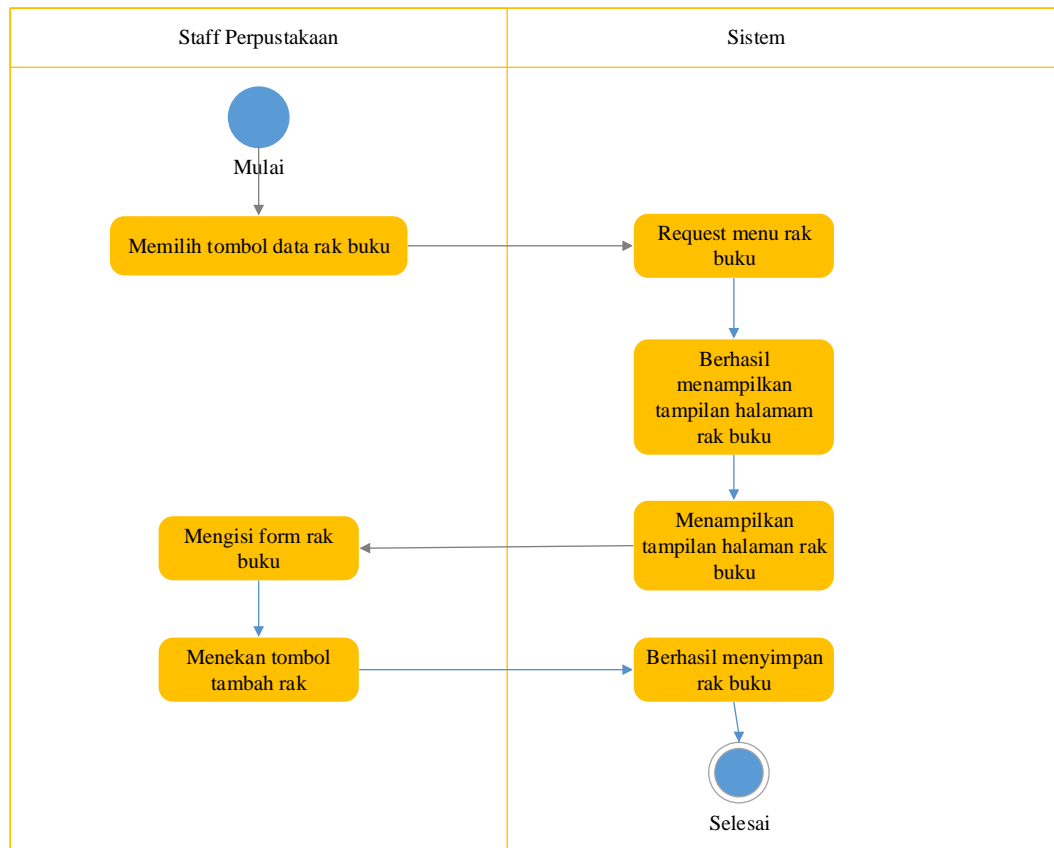 Staff Perpustakaan
Sistem
Mulai
Memilih tombol data rak buku
Request menu rak
buku
Berhasil
menampilkan
tampilan halamam
rak buku
Menampilkan
tampilan halaman rak
buku
Mengisi form rak
buku
Menekan tombol
tambah rak
Berhasil menyimpan
rak buku
Selesai